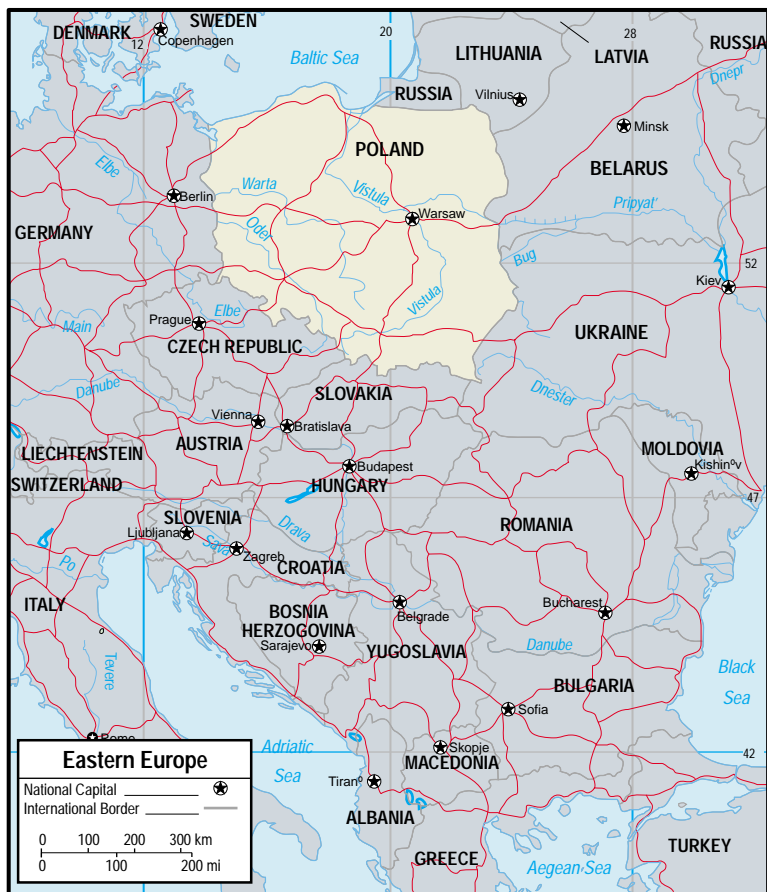 SWEDEN
DENMARK
12
Copenhagen
20
28
Baltic Sea
LITHUANIA
LATVIA
RUSSIA
Dnepr
RUSSIA
Vilnius
Minsk
POLAND
BELARUS
Elbe
Berlin
Warta
Vistula
Warsaw
Pripyat'
GERMANY
Oder
Bug
52
Kiev
Vistula
Elbe
Main
Prague
CZECH REPUBLIC
UKRAINE
Danube
SLOVAKIA
Dnester
Vienna
Bratislava
AUSTRIA
MOLDOVIA
LIECHTENSTEIN
Budapest
Kishinºv
SWITZERLAND
HUNGARY
47
SLOVENIA
Ljubljana
Drava
ROMANIA
Sava
Zagreb
Po
CROATIA
ITALY
BOSNIA
HERZOGOVINA
Belgrade
Bucharest
Sarajevo
YUGOSLAVIA
Danube
Tevere
Black
Sea
BULGARIA
Sofia
Rome
Adriatic
Sea
Skopje
MACEDONIA
42
Tiranº
ALBANIA
GREECE
Aegean Sea
TURKEY
Eastern Europe
National Capital
International Border
0 100 200 300 km
0 100 200 mi